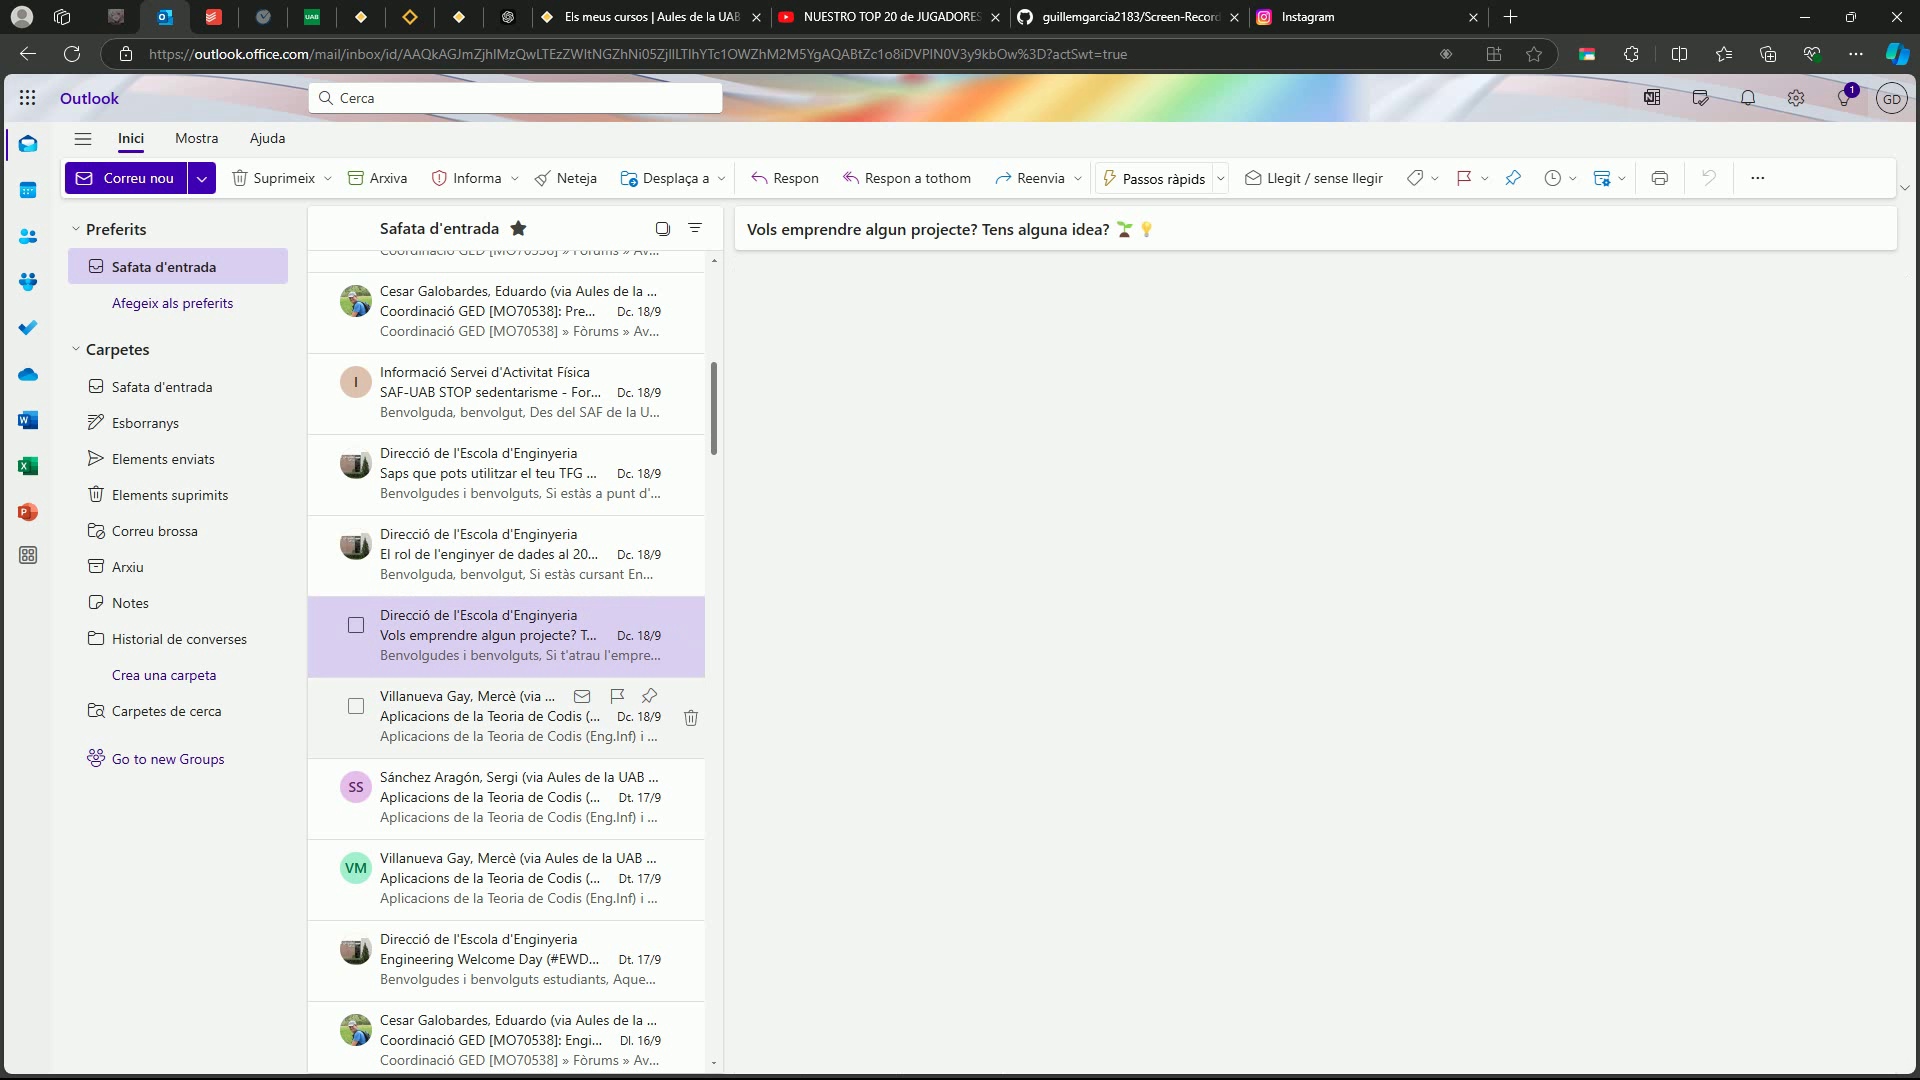 Els meus cursos | Aules de la UAB
NUESTRO TOP 20 de JUGADORES
guillemgarcia2183/Screen-Record
Instagram
https://outlook.office.com/mail/inbox/id/
Outlook
Cerca
1
GD
Inici
Mostra
Ajuda
Correu nou
Suprimeix
Arxiva
Informa
Neteja
Desplaça a
Respon
Respon a tothom
Reenvia
Passos ràpids
Llegit / sense llegir
Preferits
Safata d'entrada
Afegeix als preferits
Carpetes
Safata d'entrada
Esborranys
Elements enviats
Elements suprimits
Correu brossa
Arxiu
Notes
Historial de converses
Crea una carpeta
Carpetes de cerca
Go to new Groups
Safata d'entrada
Coordinació GED [MO70538] » Fòrums » Av...
Cesar Galobardes, Eduardo (via Aules de la ...
Coordinació GED [MO70538]: Pre... Dc. 18/9
Coordinació GED [MO70538] » Fòrums » Av...
I
Informació Servei d'Activitat Física
SAF-UAB STOP sedentarisme - For... Dc. 18/9
Benvolguda, benvolgut, Des del SAF de la U...
Direcció de l'Escola d'Enginyeria
Saps que pots utilitzar el teu TFG ... Dc. 18/9
Benvolgudes i benvolguts, Si estàs a punt d'...
Direcció de l'Escola d'Enginyeria
El rol de l'enginyer de dades al 20... Dc. 18/9
Benvolguda, benvolgut, Si estàs cursant En...
Direcció de l'Escola d'Enginyeria
Vols emprendre algun projecte? T... Dc. 18/9
Benvolgudes i benvolguts, Si t'atrau l'empre...
Villanueva Gay, Mercè (via ...
Aplicacions de la Teoria de Codis (... Dc. 18/9
Aplicacions de la Teoria de Codis (Eng.Inf) i ...
SS
Sánchez Aragón, Sergi (via Aules de la UAB ...
Aplicacions de la Teoria de Codis (... Dt. 17/9
Aplicacions de la Teoria de Codis (Eng.Inf) i ...
VM
Villanueva Gay, Mercè (via Aules de la UAB ...
Aplicacions de la Teoria de Codis (... Dt. 17/9
Aplicacions de la Teoria de Codis (Eng.Inf) i ...
Direcció de l'Escola d'Enginyeria
Engineering Welcome Day (#EWD... Dt. 17/9
Benvolgudes i benvolguts estudiants, Aque...
Cesar Galobardes, Eduardo (via Aules de la ...
Coordinació GED [MO70538]: Engi... Dl. 16/9
Coordinació GED [MO70538] » Fòrums » Av...
Vols emprendre algun projecte? Tens alguna idea? 🌱💡